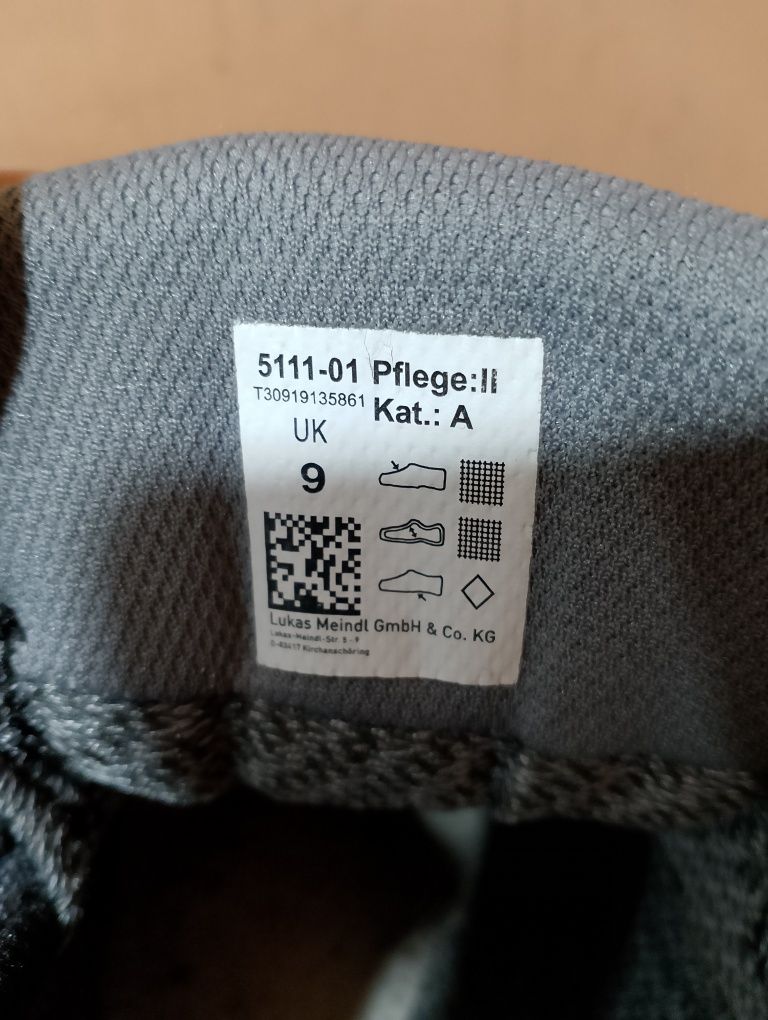 5111-01 Pflege:II
T30919135861 Kat.: A
UK
9
Lukas Meindl GmbH & Co. KG
Lukas-Meindl-Str. 5 - 9
D-83417 Kirchanschöring